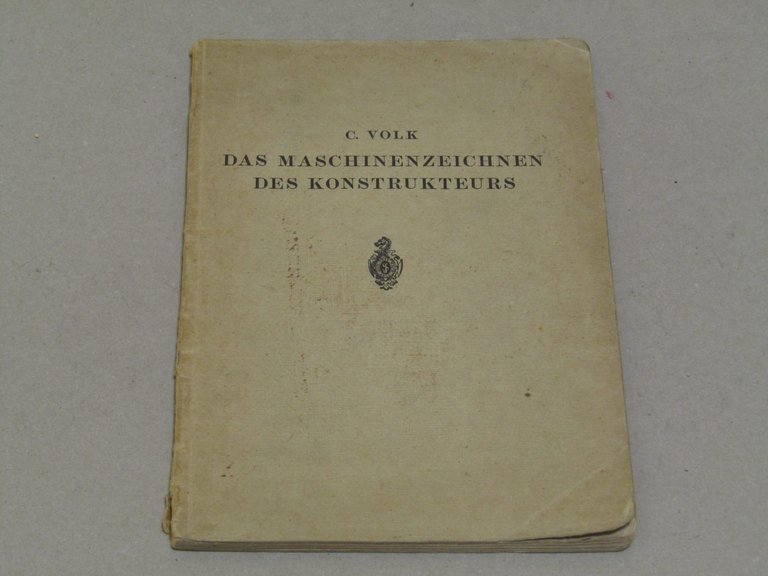 C. VOLK
DAS MASCHINENZEICHNEN
DES KONSTRUKTEURS